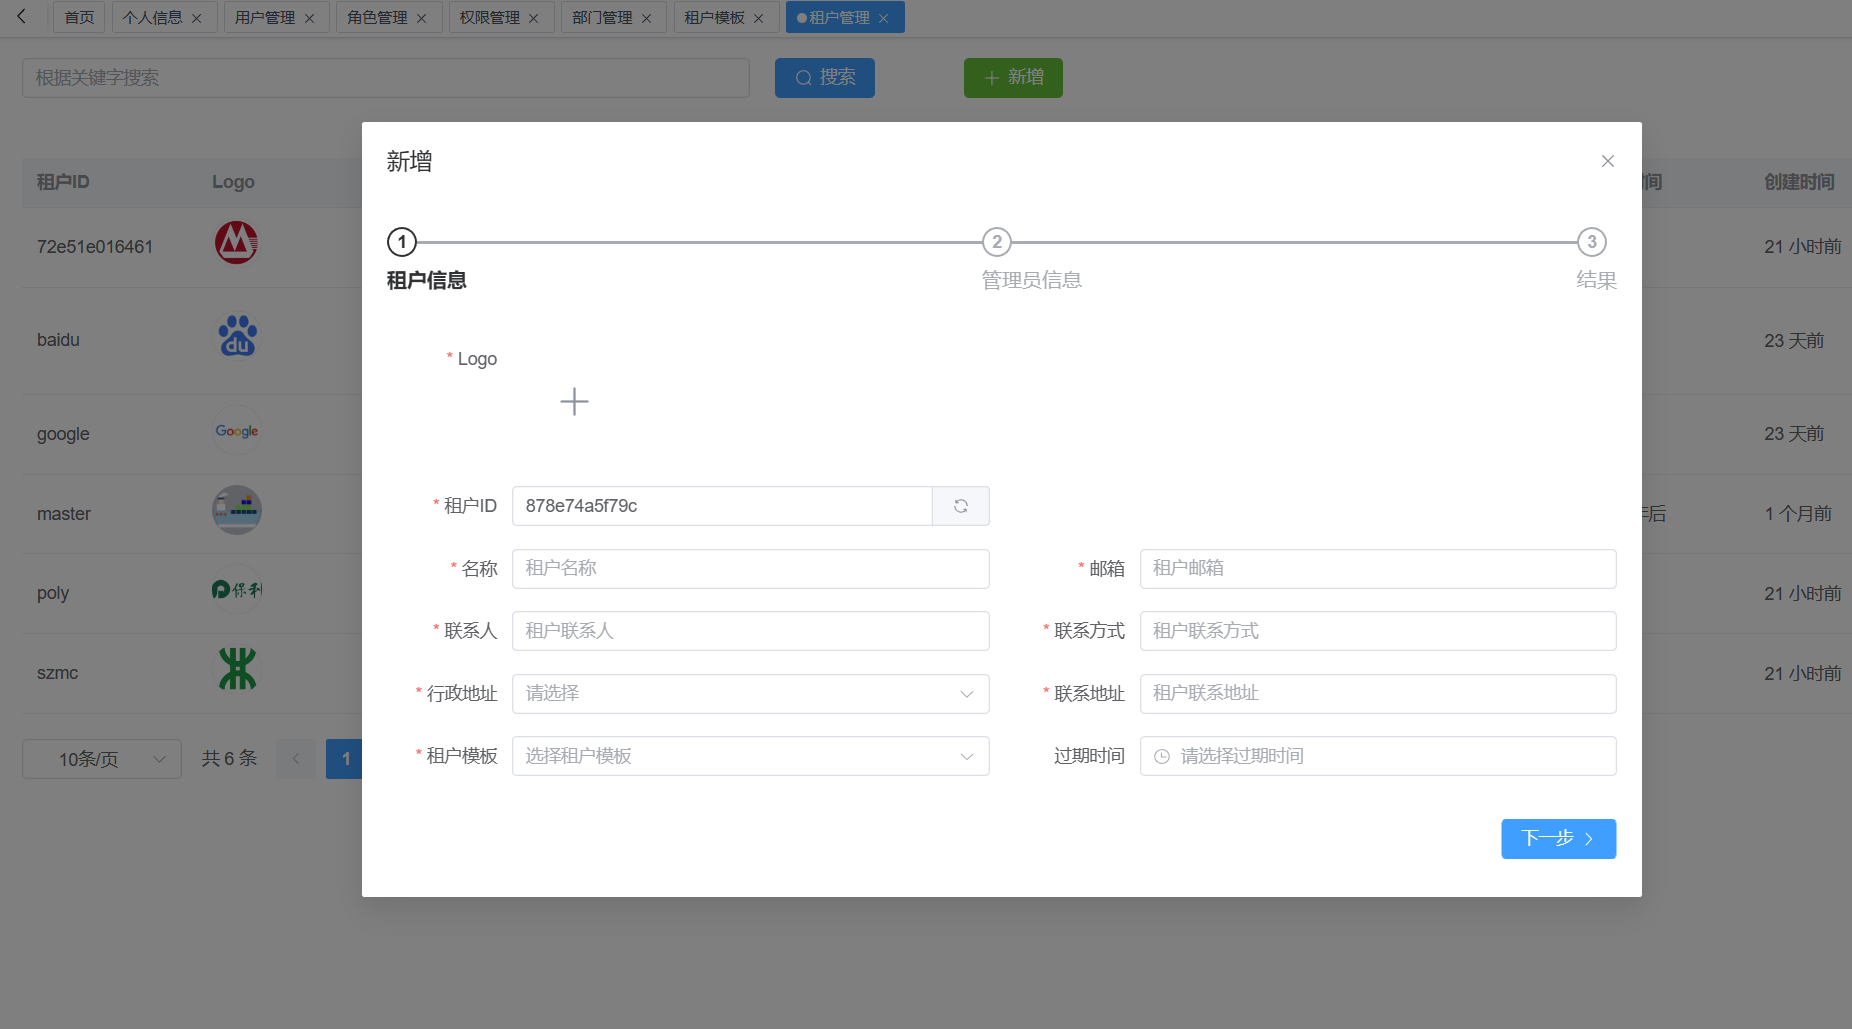 首页 个人信息 用户管理 角色管理 权限管理 部门管理 租户模板 租户管理
根据关键字搜索 搜索 新增
新增
租户ID Logo 间 创建时间
1 2 3
租户信息 管理员信息 结果
72e51e016461 21 小时前
baidu du 23 天前
google Google 23 天前
master 年后 1 个月前
poly 保利 21 小时前
szmc 21 小时前
* Logo
* 租户ID 878e74a5f79c
* 名称 租户名称 * 邮箱 租户邮箱
* 联系人 租户联系人 * 联系方式 租户联系方式
* 行政地址 请选择 * 联系地址 租户联系地址
* 租户模板 选择租户模板 过期时间 请选择过期时间
10条/页 共 6 条 1
下一步